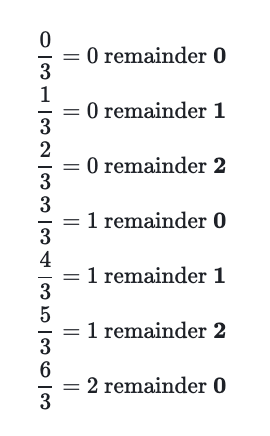 0/3 = 0 remainder 0
1/3 = 0 remainder 1
2/3 = 0 remainder 2
3/3 = 1 remainder 0
4/3 = 1 remainder 1
5/3 = 1 remainder 2
6/3 = 2 remainder 0